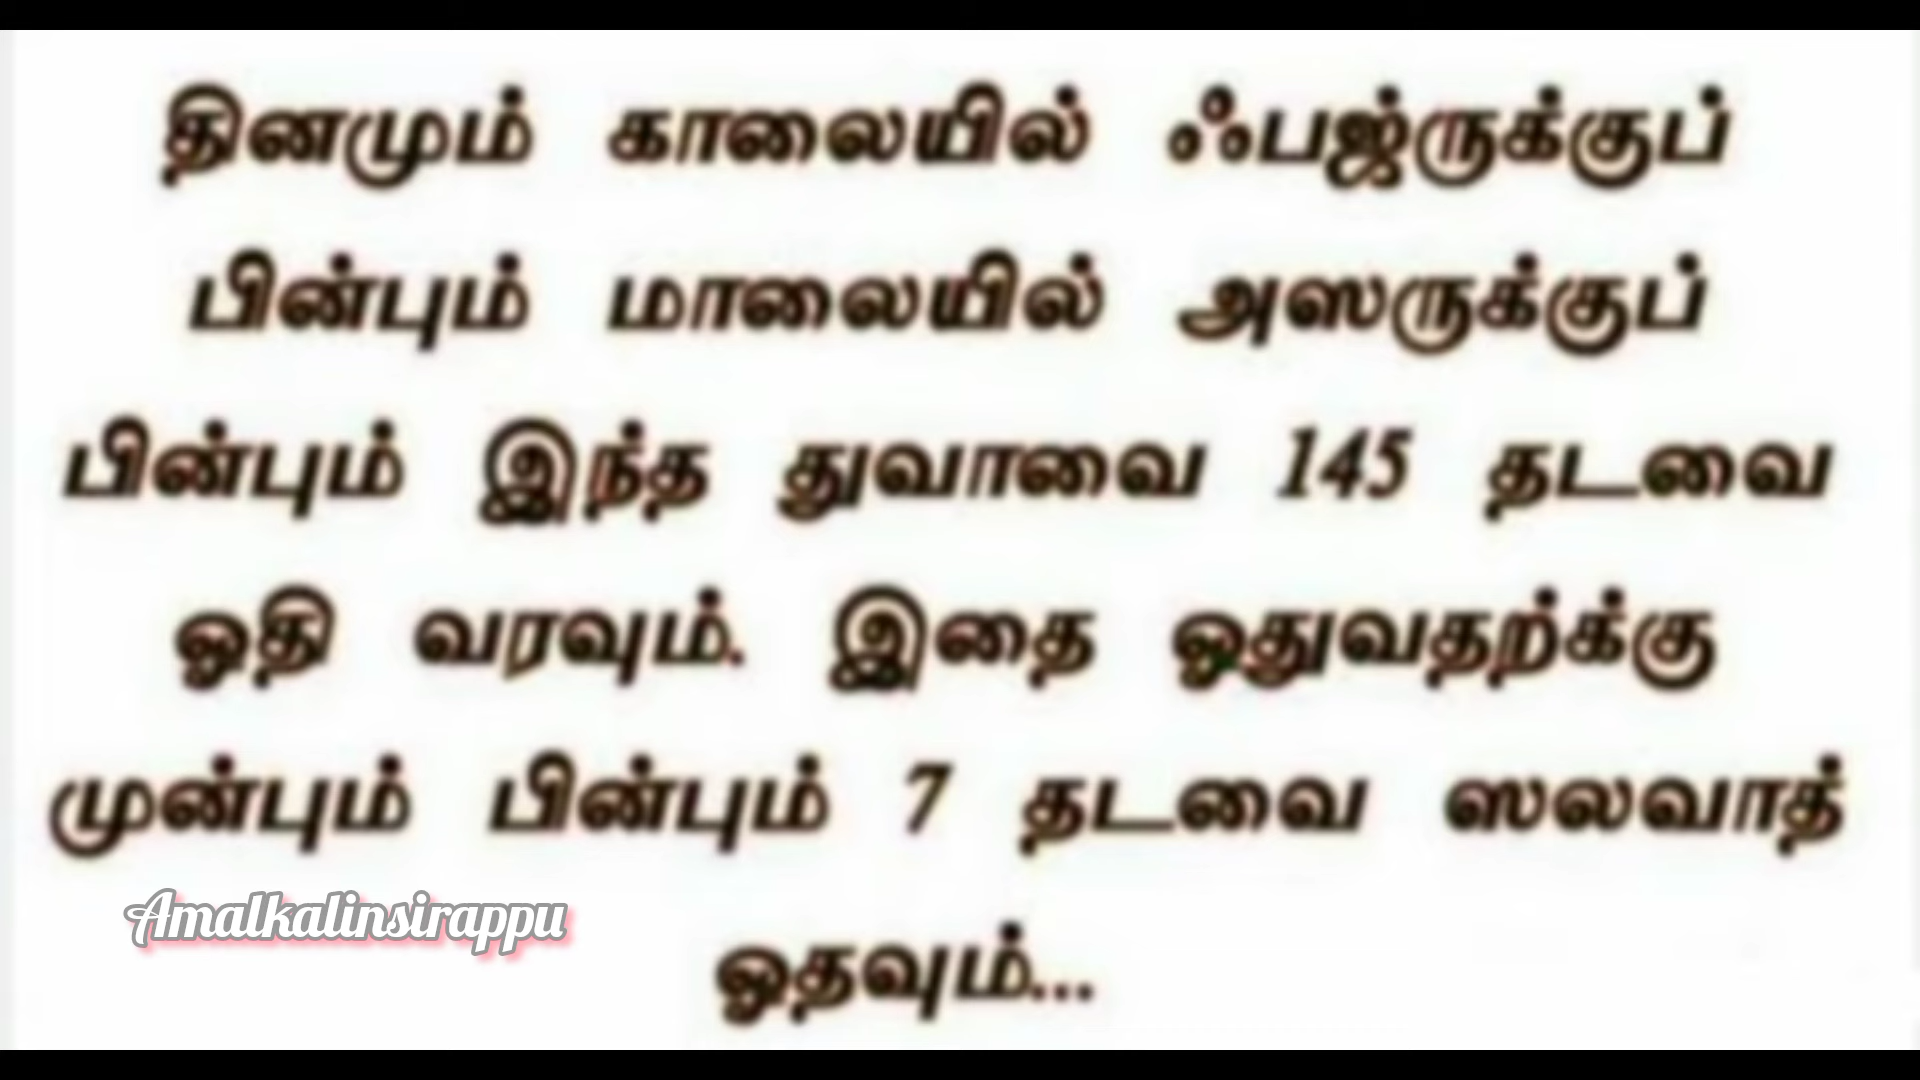 தினமும் காலையில் ஃபஜ்ருக்குப்
பின்பும் மாலையில் அஸருக்குப்
பின்பும் இந்த துவாவை 145 தடவை
ஓதி வரவும். இதை ஓதுவதற்க்கு
முன்பும் பின்பும் 7 தடவை ஸலவாத்
Amalkalinsirappu
ஓதவும்...